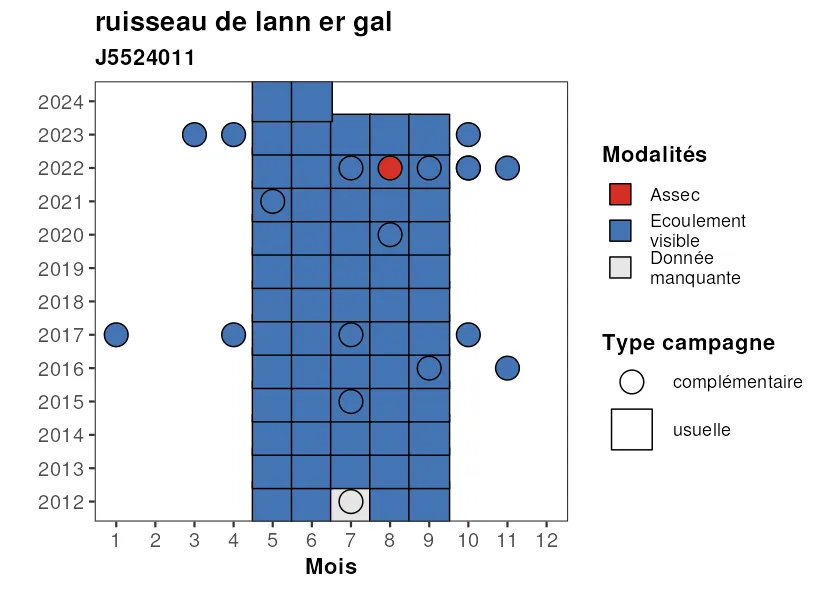 ruisseau de lann er gal
J5524011
2024
2023
2022
2021
2020
2019
2018
2017
2016
2015
2014
2013
2012
1 2 3 4 5 6 7 8 9 10 11 12
Mois
Modalités
Assec
Ecoulement
visible
Donnée
manquante
Type campagne
complémentaire
usuelle